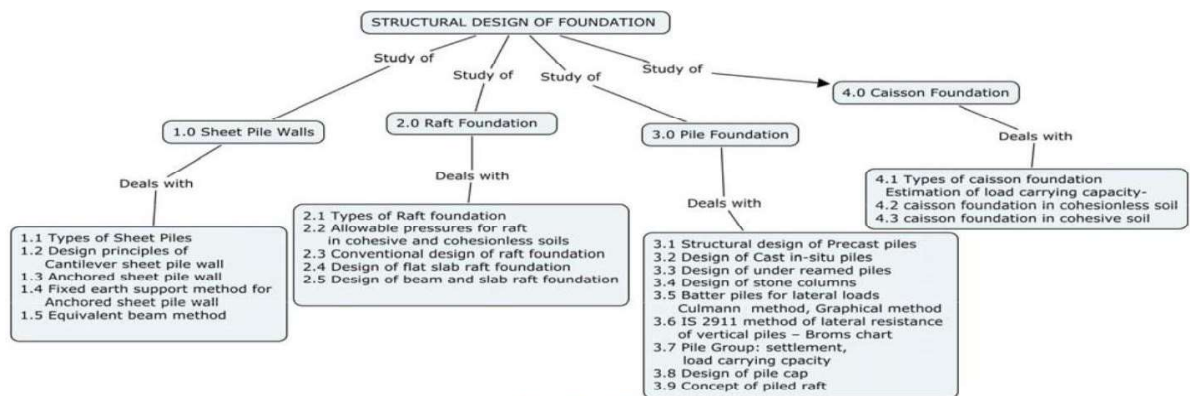 STRUCTURAL DESIGN OF FOUNDATION
Study of
Study of
Study of
Study of
1.0 Sheet Pile Walls
2.0 Raft Foundation
3.0 Pile Foundation
4.0 Caisson Foundation
Deals with
Deals with
Deals with
Deals with
1.1 Types of Sheet Piles
1.2 Design principles of
Cantilever sheet pile wall
1.3 Anchored sheet pile wall
1.4 Fixed earth support method for
Anchored sheet pile wall
1.5 Equivalent beam method
2.1 Types of Raft foundation
2.2 Allowable pressures for raft
in cohesive and cohesionless soils
2.3 Conventional design of raft foundation
2.4 Design of flat slab raft foundation
2.5 Design of beam and slab raft foundation
3.1 Structural design of Precast piles
3.2 Design of Cast in-situ piles
3.3 Design of under reamed piles
3.4 Design of stone columns
3.5 Batter piles for lateral loads
Culmann method, Graphical method
3.6 IS 2911 method of lateral resistance
of vertical piles – Broms chart
3.7 Pile Group: settlement,
load carrying cpacity
3.8 Design of pile cap
3.9 Concept of piled raft
4.1 Types of caisson foundation
Estimation of load carrying capacity-
4.2 caisson foundation in cohesionless soil
4.3 caisson foundation in cohesive soil